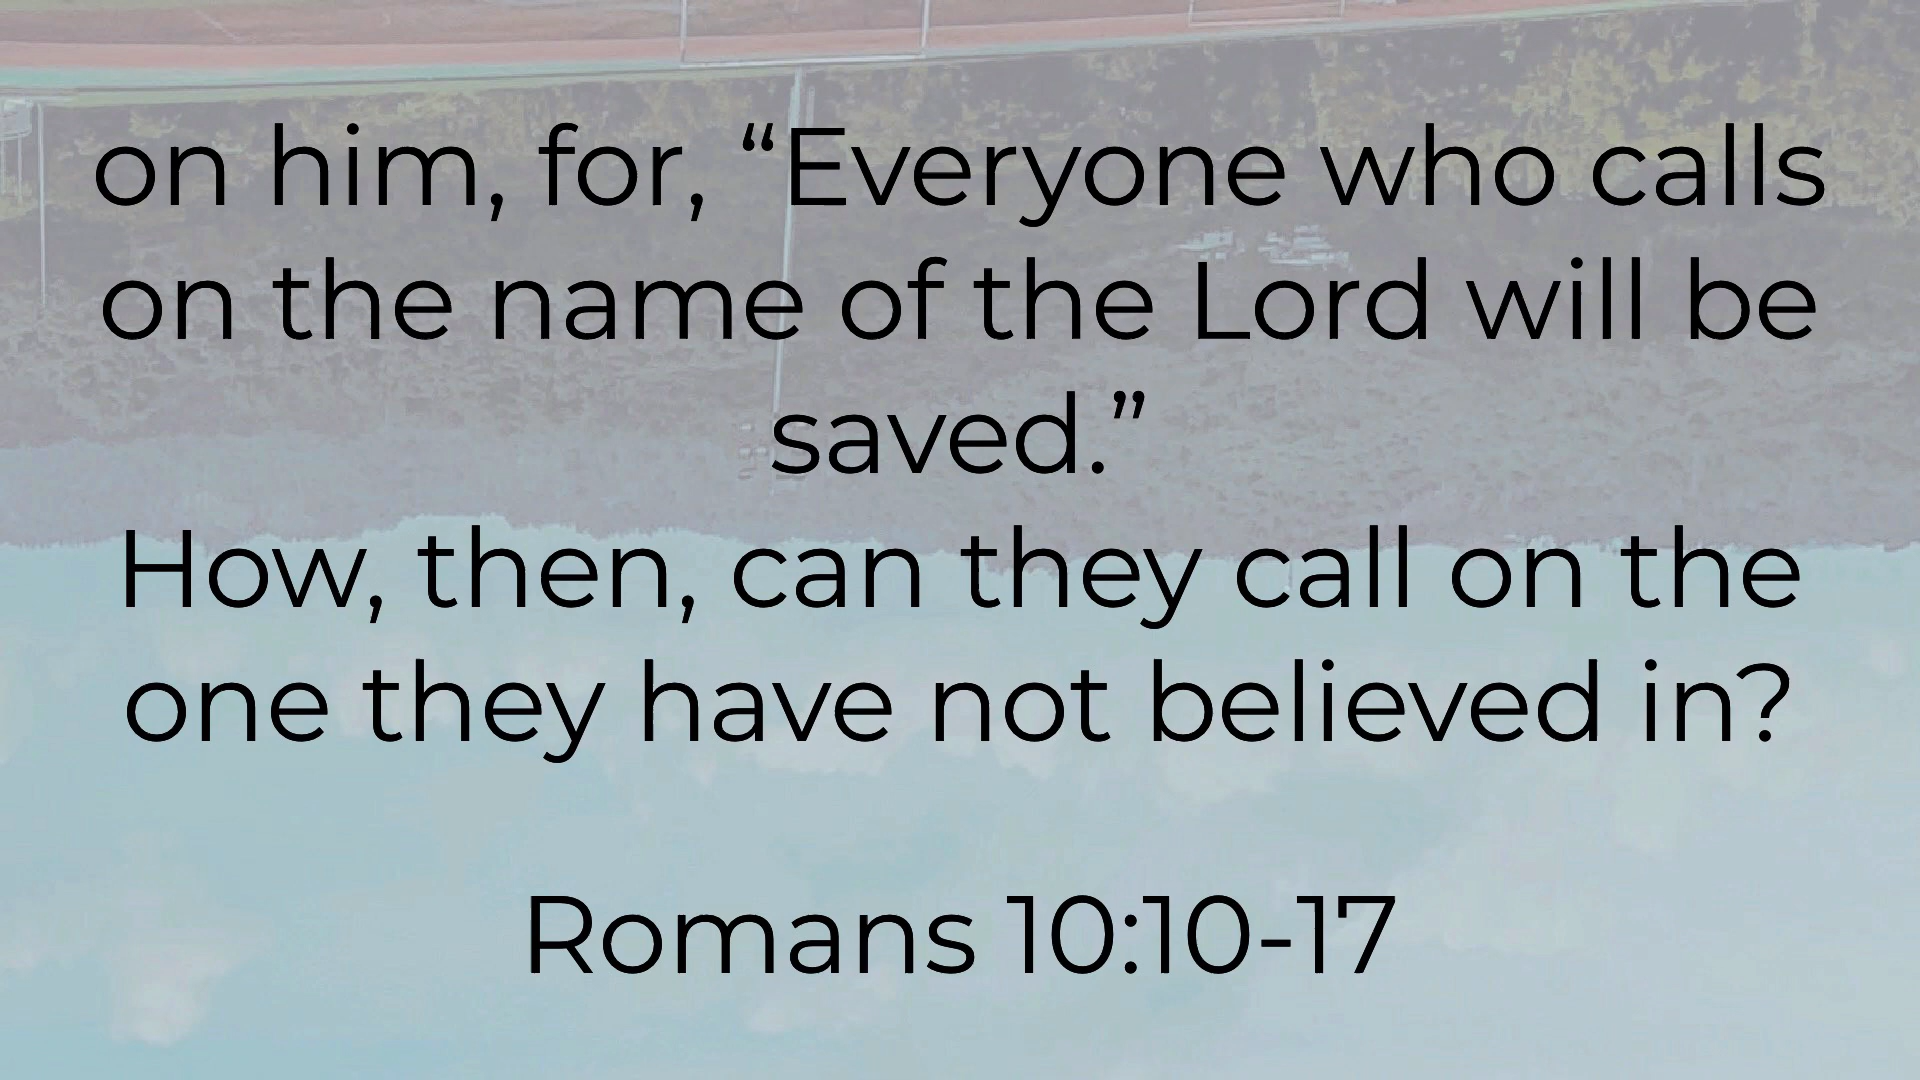 on him, for, “Everyone who calls
on the name of the Lord will be
saved.”
How, then, can they call on the
one they have not believed in?
Romans 10:10-17